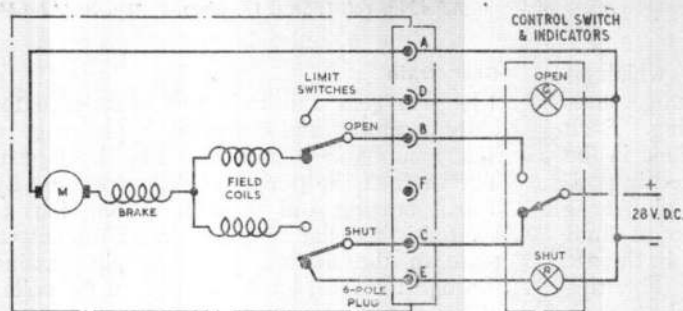 CONTROL SWITCH
& INDICATORS
A
LIMIT
SWITCHES
D
OPEN
G
OPEN
B
FIELD
COILS
F
M
BRAKE
+
28 V. D.C.
−
SHUT
C
SHUT
R
E
6-POLE
PLUG